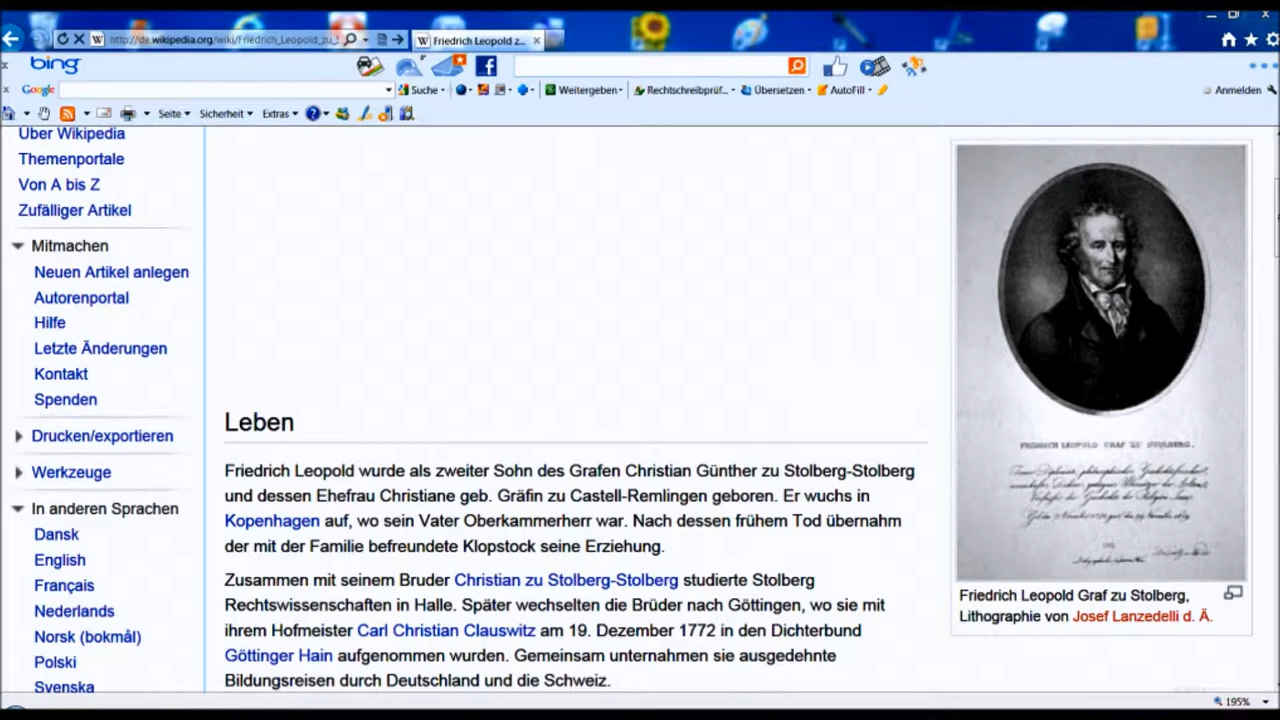 http://de.wikipedia.org/wiki/Friedrich_Leopold_zu_S
Friedrich Leopold z...
bing
Google
Suche
Weitergeben
Rechtschreibprüf...
Übersetzen
AutoFill
Anmelden
Seite
Sicherheit
Extras
Über Wikipedia
Themenportale
Von A bis Z
Zufälliger Artikel
Mitmachen
Neuen Artikel anlegen
Autorenportal
Hilfe
Letzte Änderungen
Kontakt
Spenden
Drucken/exportieren
Werkzeuge
In anderen Sprachen
Dansk
English
Français
Nederlands
Norsk (bokmål)
Polski
Svenska
Leben
Friedrich Leopold wurde als zweiter Sohn des Grafen Christian Günther zu Stolberg-Stolberg
und dessen Ehefrau Christiane geb. Gräfin zu Castell-Remlingen geboren. Er wuchs in
Kopenhagen auf, wo sein Vater Oberkammerherr war. Nach dessen frühem Tod übernahm
der mit der Familie befreundete Klopstock seine Erziehung.
Zusammen mit seinem Bruder Christian zu Stolberg-Stolberg studierte Stolberg
Rechtswissenschaften in Halle. Später wechselten die Brüder nach Göttingen, wo sie mit
ihrem Hofmeister Carl Christian Clauswitz am 19. Dezember 1772 in den Dichterbund
Göttinger Hain aufgenommen wurden. Gemeinsam unternahmen sie ausgedehnte
Bildungsreisen durch Deutschland und die Schweiz.
FRIEDRICH LEOPOLD GRAF ZU STOLBERG.
Friedrich Leopold Graf zu Stolberg,
Lithographie von Josef Lanzedelli d. Ä.
195%